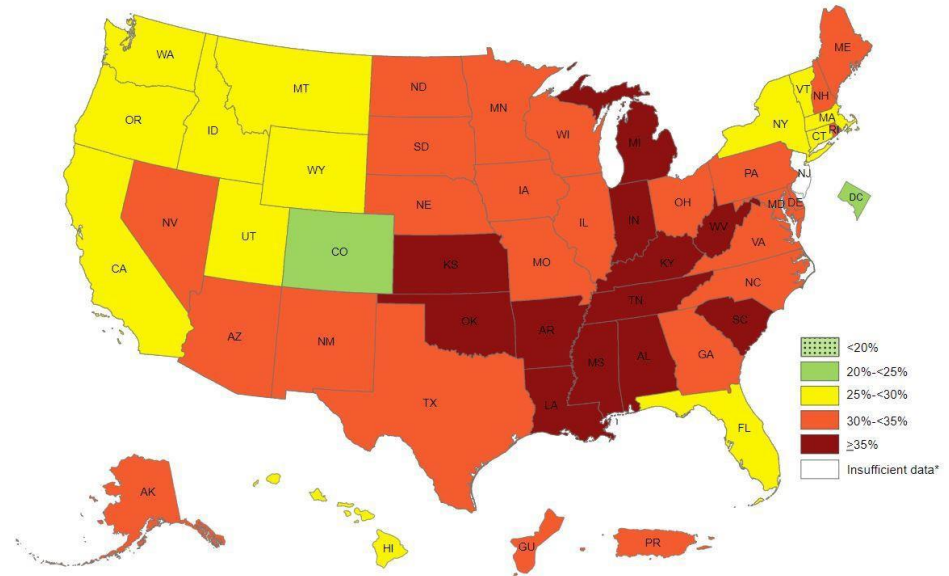 WA
MT
ND
MN
ME
VT
NH
OR
ID
WY
SD
WI
MI
NY
MA
CT
RI
NV
UT
CO
NE
IA
IL
IN
OH
PA
NJ
MD
DE
DC
CA
KS
MO
KY
WV
VA
NC
AZ
NM
OK
AR
TN
SC
TX
LA
MS
AL
GA
FL
<20%
20%-<25%
25%-<30%
30%-<35%
≥35%
Insufficient data*
AK
HI
GU
PR